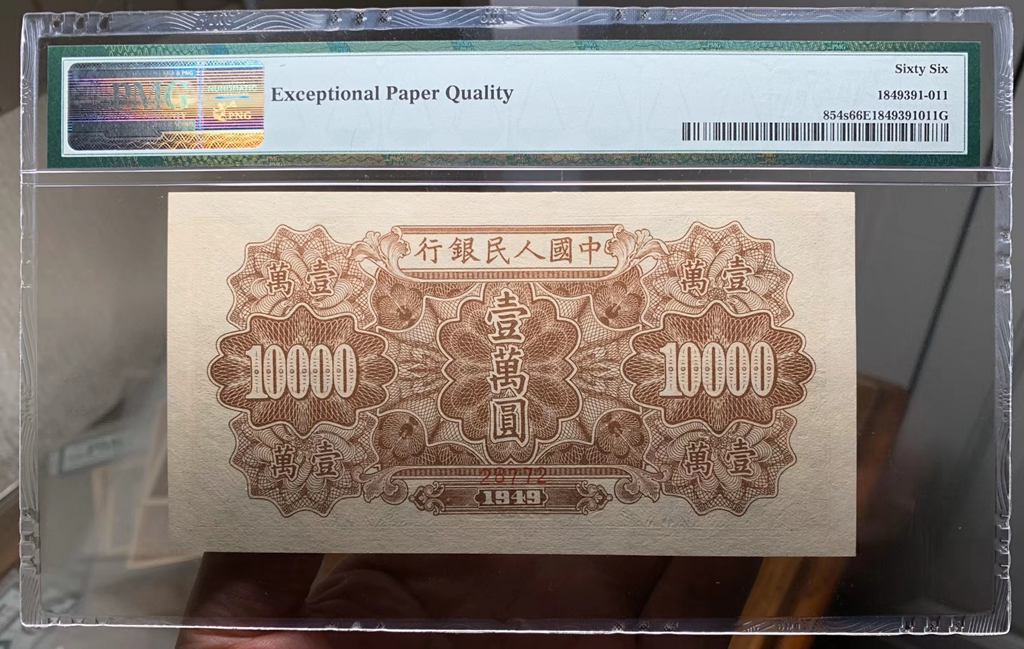 PMG
Exceptional Paper Quality
Sixty Six
1849391-011
854s66E1849391011G
行銀民人國中
萬壹
萬壹
壹萬圓
10000
10000
萬壹
萬壹
28772
1949